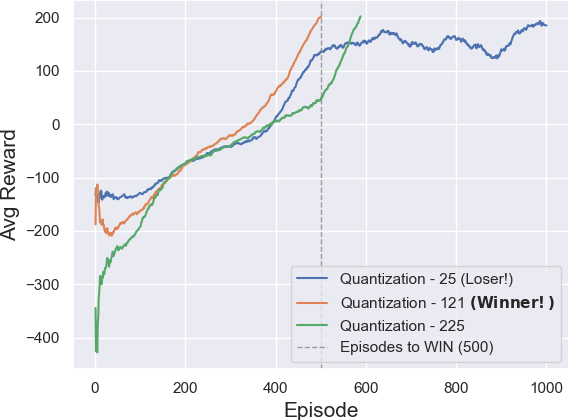 200
100
0
−100
−200
−300
−400
Avg Reward
0
200
400
600
800
1000
Episode
Quantization - 25 (Loser!)
Quantization - 121 (Winner! )
Quantization - 225
Episodes to WIN (500)